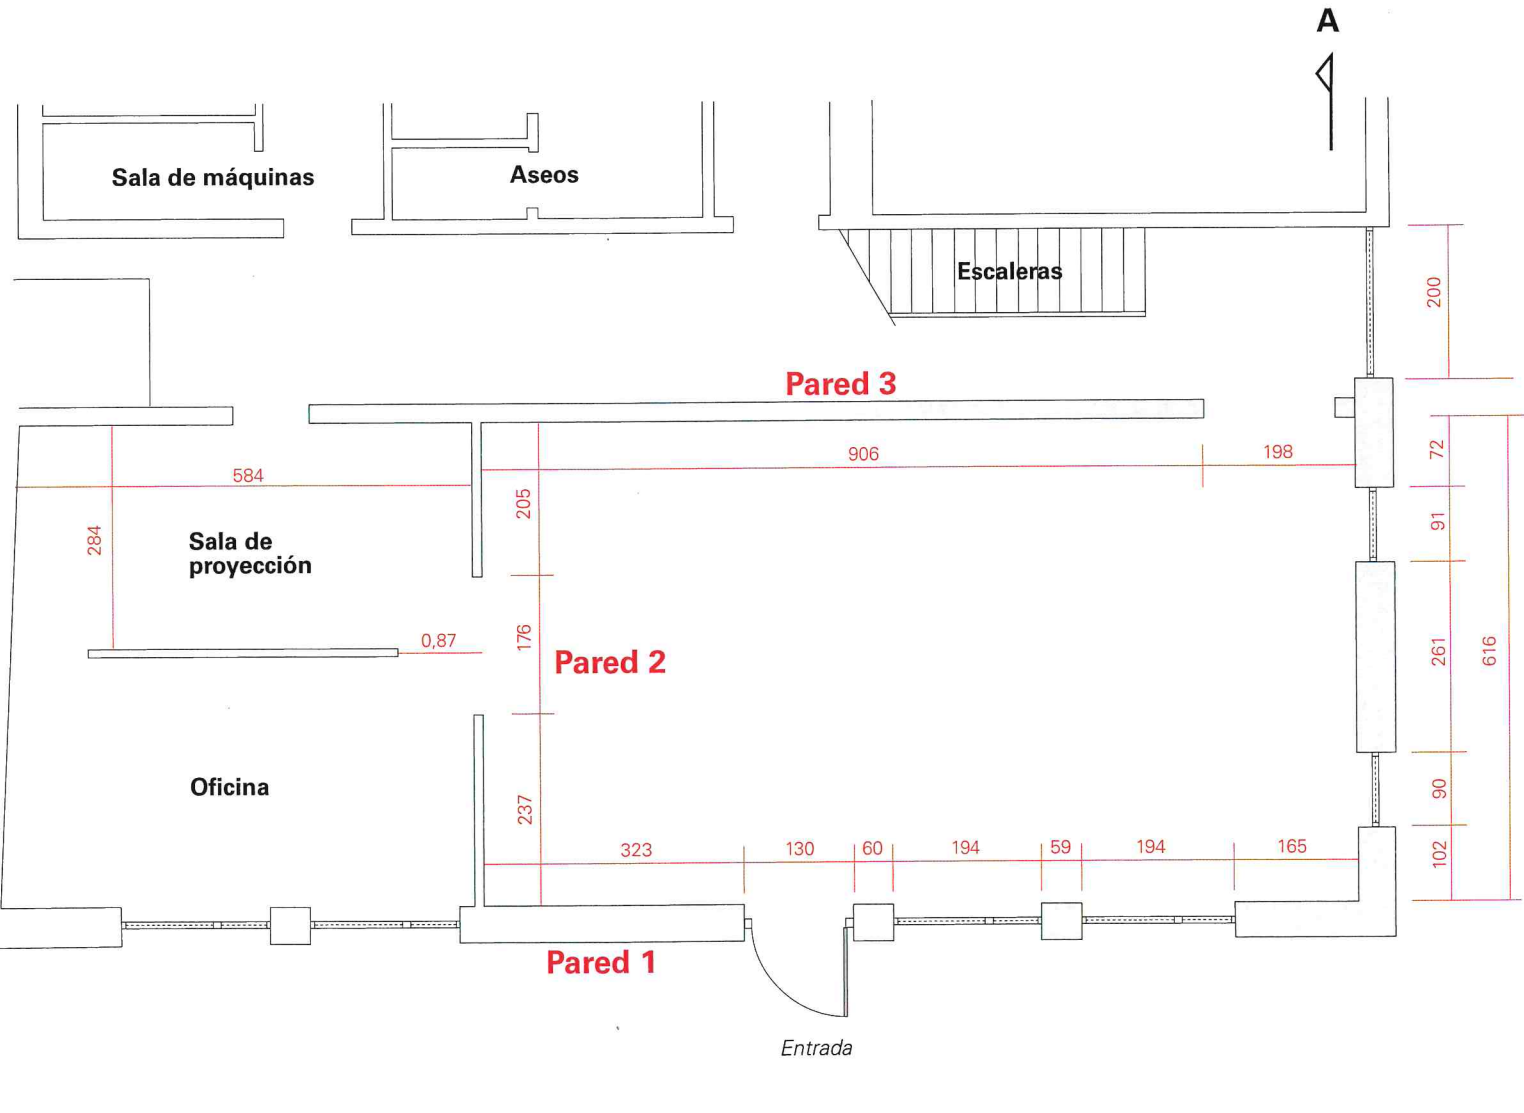 A
Sala de máquinas
Aseos
Escaleras
200
Pared 3
906
198
72
584
205
91
284
Sala de
proyección
0,87
176
Pared 2
261
616
Oficina
237
90
323
130
60
194
59
194
165
102
Pared 1
Entrada